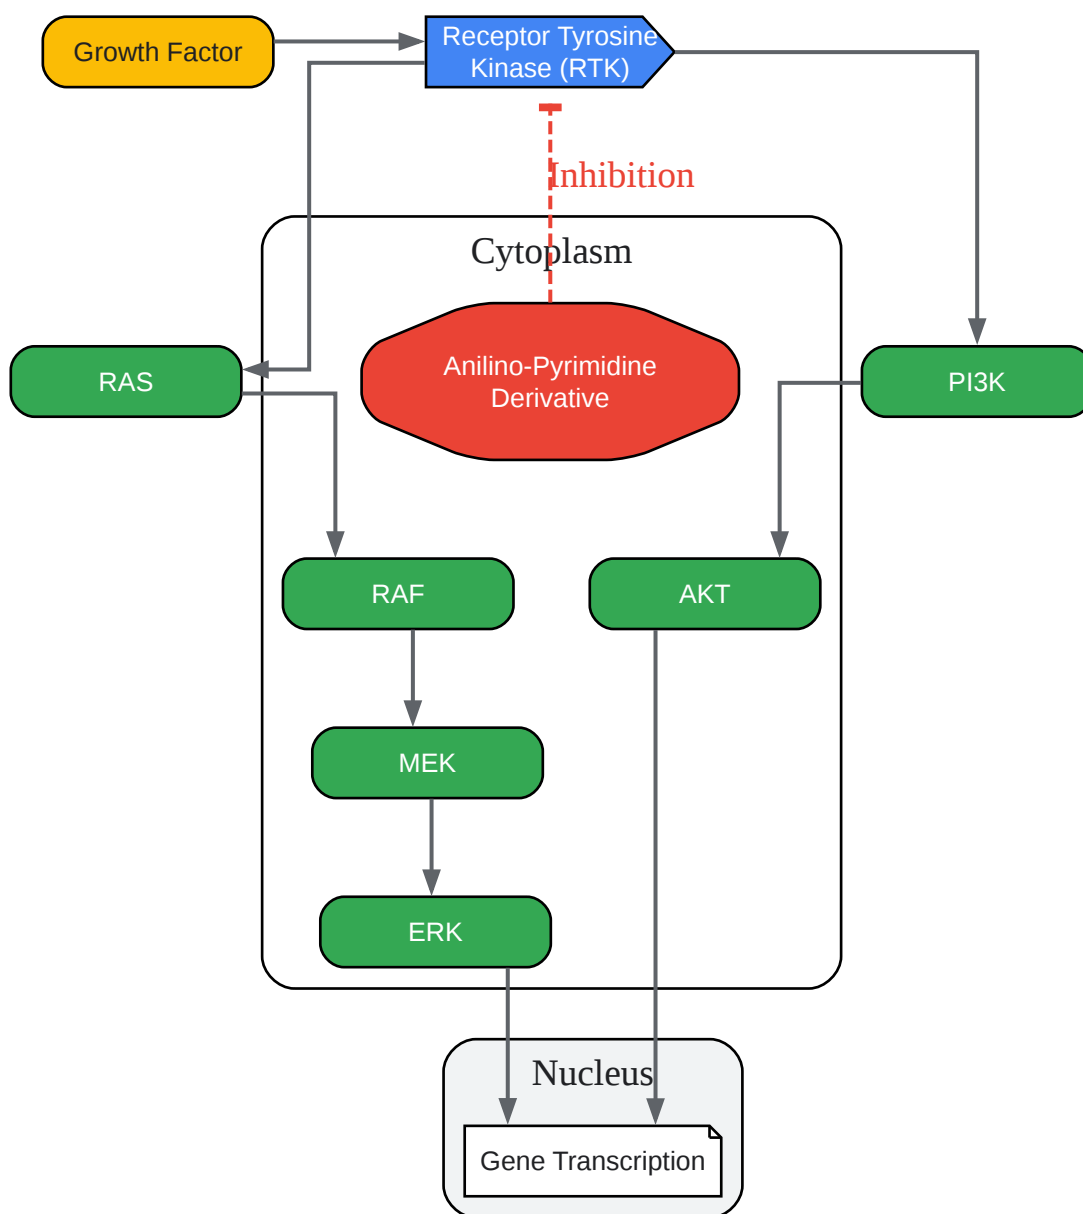 Growth Factor
Receptor Tyrosine
Kinase (RTK)
Inhibition
Cytoplasm
RAS
Anilino-Pyrimidine
Derivative
PI3K
RAF
AKT
MEK
ERK
Nucleus
Gene Transcription